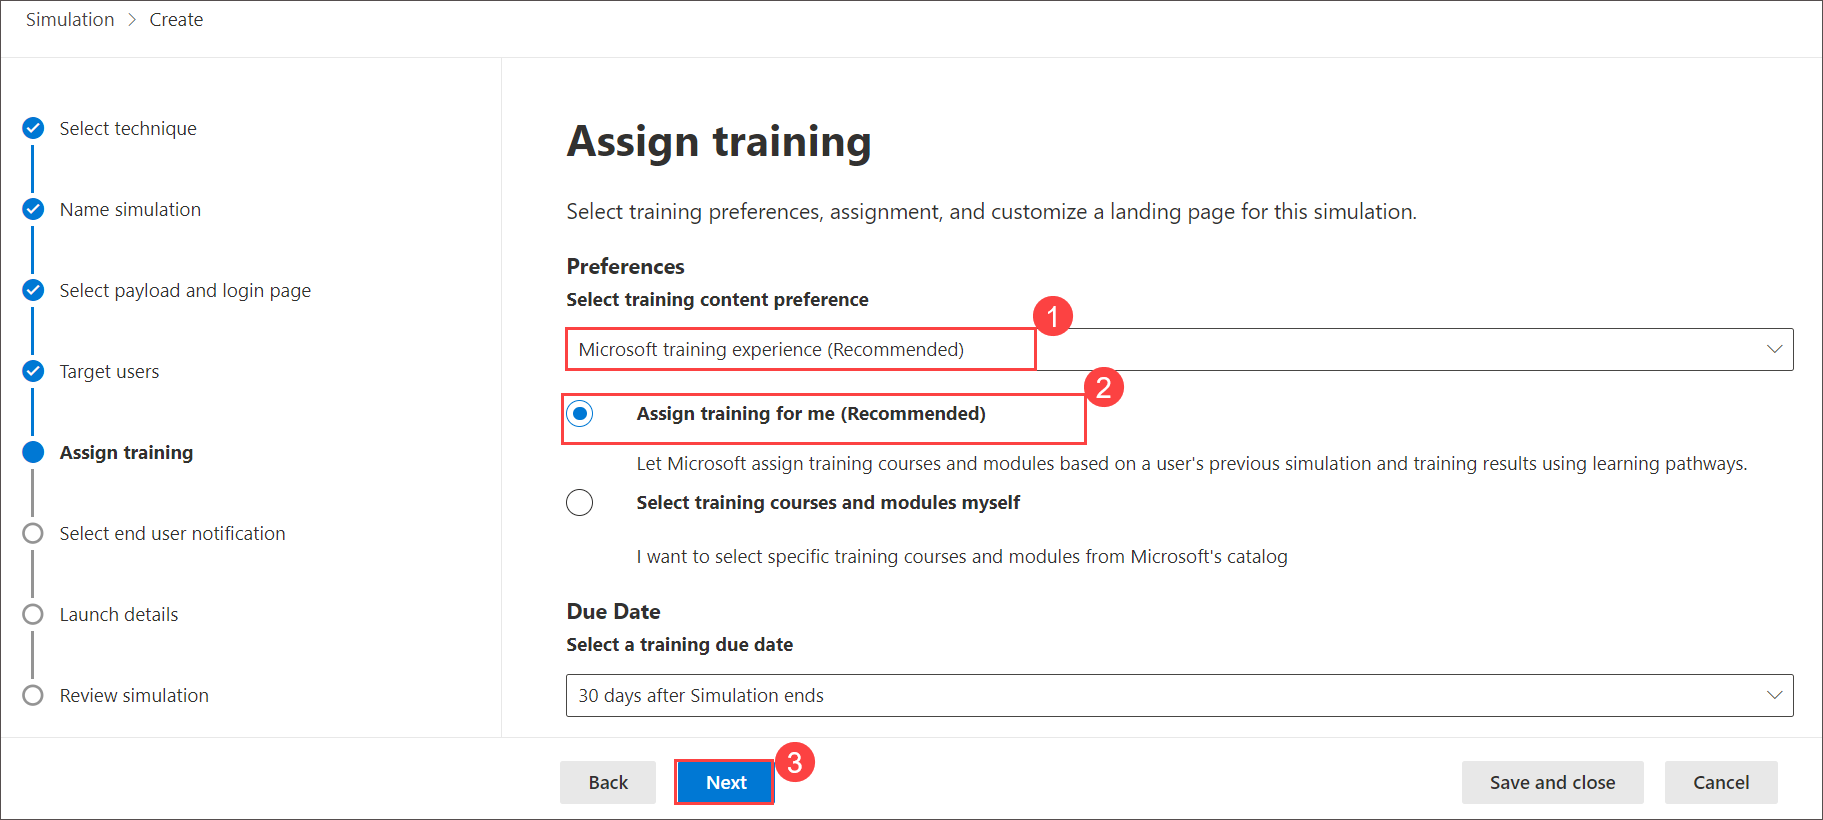 Simulation > Create
Select technique
Name simulation
Select payload and login page
Target users
Assign training
Select end user notification
Launch details
Review simulation
Assign training
Select training preferences, assignment, and customize a landing page for this simulation.
Preferences
Select training content preference
1
Microsoft training experience (Recommended)
2
Assign training for me (Recommended)
Let Microsoft assign training courses and modules based on a user's previous simulation and training results using learning pathways.
Select training courses and modules myself
I want to select specific training courses and modules from Microsoft's catalog
Due Date
Select a training due date
30 days after Simulation ends
Back
Next
3
Save and close
Cancel